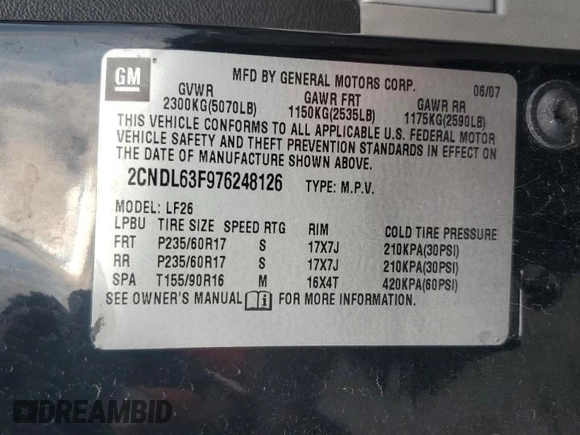 GM
MFD BY GENERAL MOTORS CORP. 06/07
GVWR GAWR FRT GAWR RR
2300KG(5070LB) 1150KG(2535LB) 1175KG(2590LB)
THIS VEHICLE CONFORMS TO ALL APPLICABLE U.S. FEDERAL MOTOR
VEHICLE SAFETY AND THEFT PREVENTION STANDARDS IN EFFECT ON
THE DATE OF MANUFACTURE SHOWN ABOVE.
2CNDL63F976248126 TYPE: M.P.V.
MODEL: LF26
LPBU TIRE SIZE SPEED RTG RIM COLD TIRE PRESSURE
FRT P235/60R17 S 17X7J 210KPA(30PSI)
RR P235/60R17 S 17X7J 210KPA(30PSI)
SPA T155/90R16 M 16X4T 420KPA(60PSI)
SEE OWNER'S MANUAL i FOR MORE INFORMATION.
DREAMBID